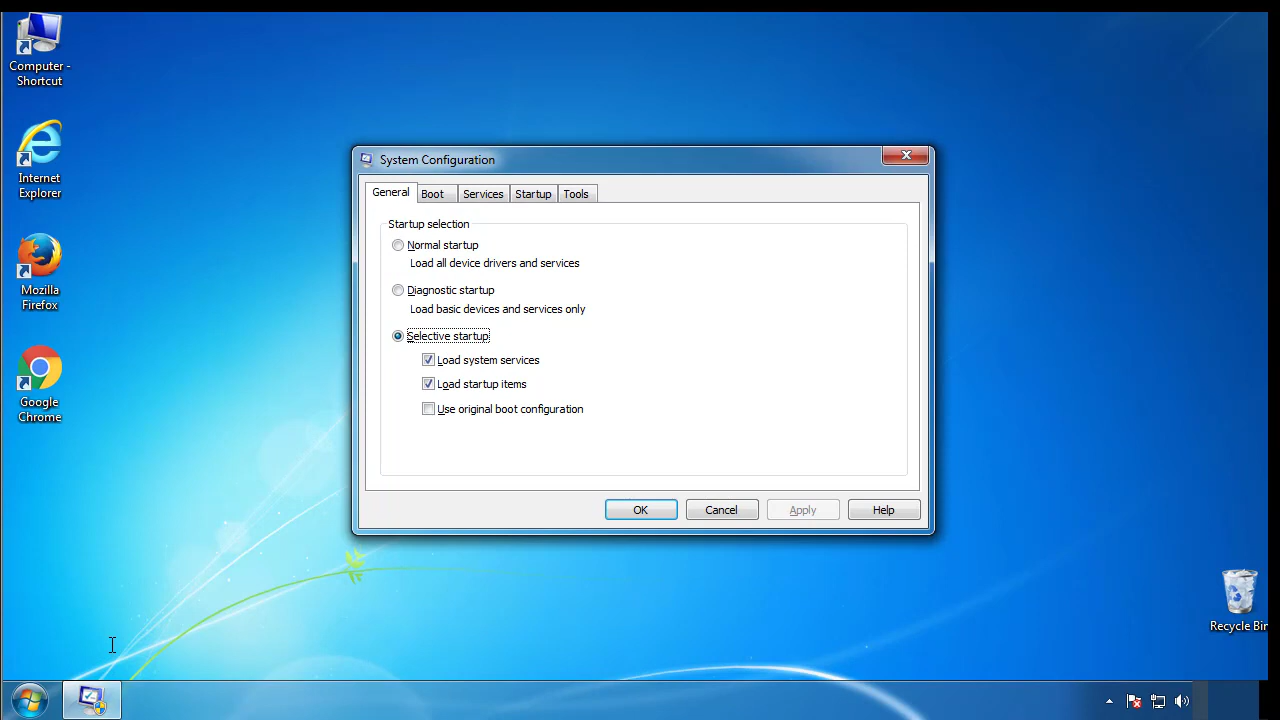 Computer -
Shortcut
Internet
Explorer
Mozilla
Firefox
Google
Chrome
System Configuration
General
Boot
Services
Startup
Tools
Startup selection
Normal startup
Load all device drivers and services
Diagnostic startup
Load basic devices and services only
Selective startup
Load system services
Load startup items
Use original boot configuration
OK
Cancel
Apply
Help
Recycle Bin